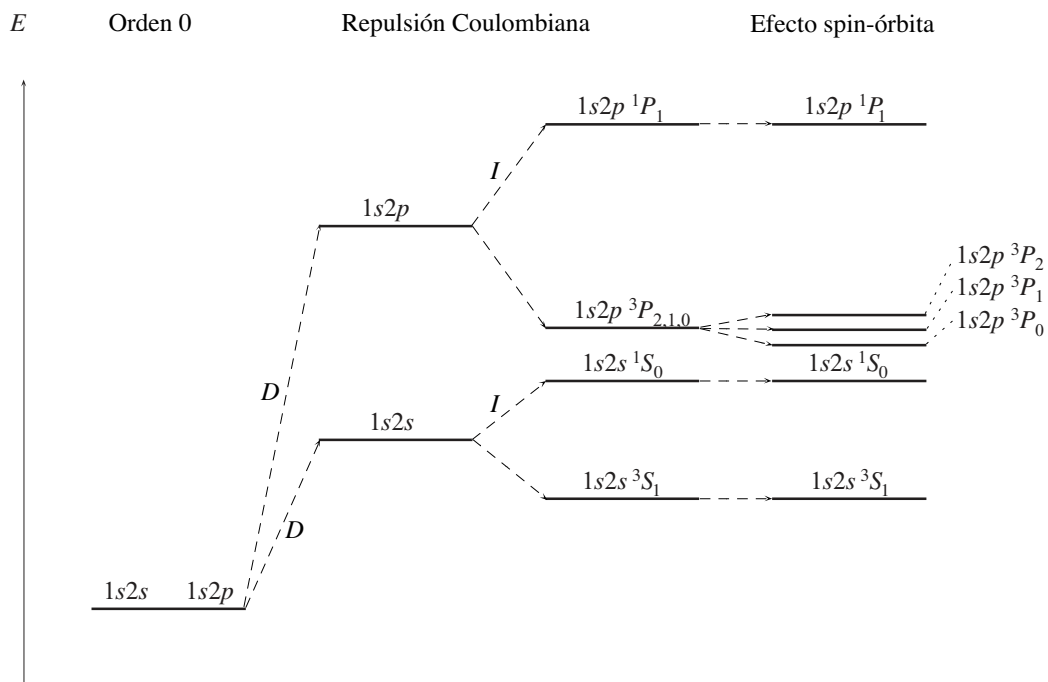 E Orden 0 Repulsión Coulombiana Efecto spin-órbita
1s2p ¹P₁ 1s2p ¹P₁
I
1s2p
1s2p ³P₂
1s2p ³P₁
1s2p ³P₂,₁,₀ 1s2p ³P₀
1s2s ¹S₀ 1s2s ¹S₀
D I
1s2s
1s2s ³S₁ 1s2s ³S₁
D
1s2s 1s2p